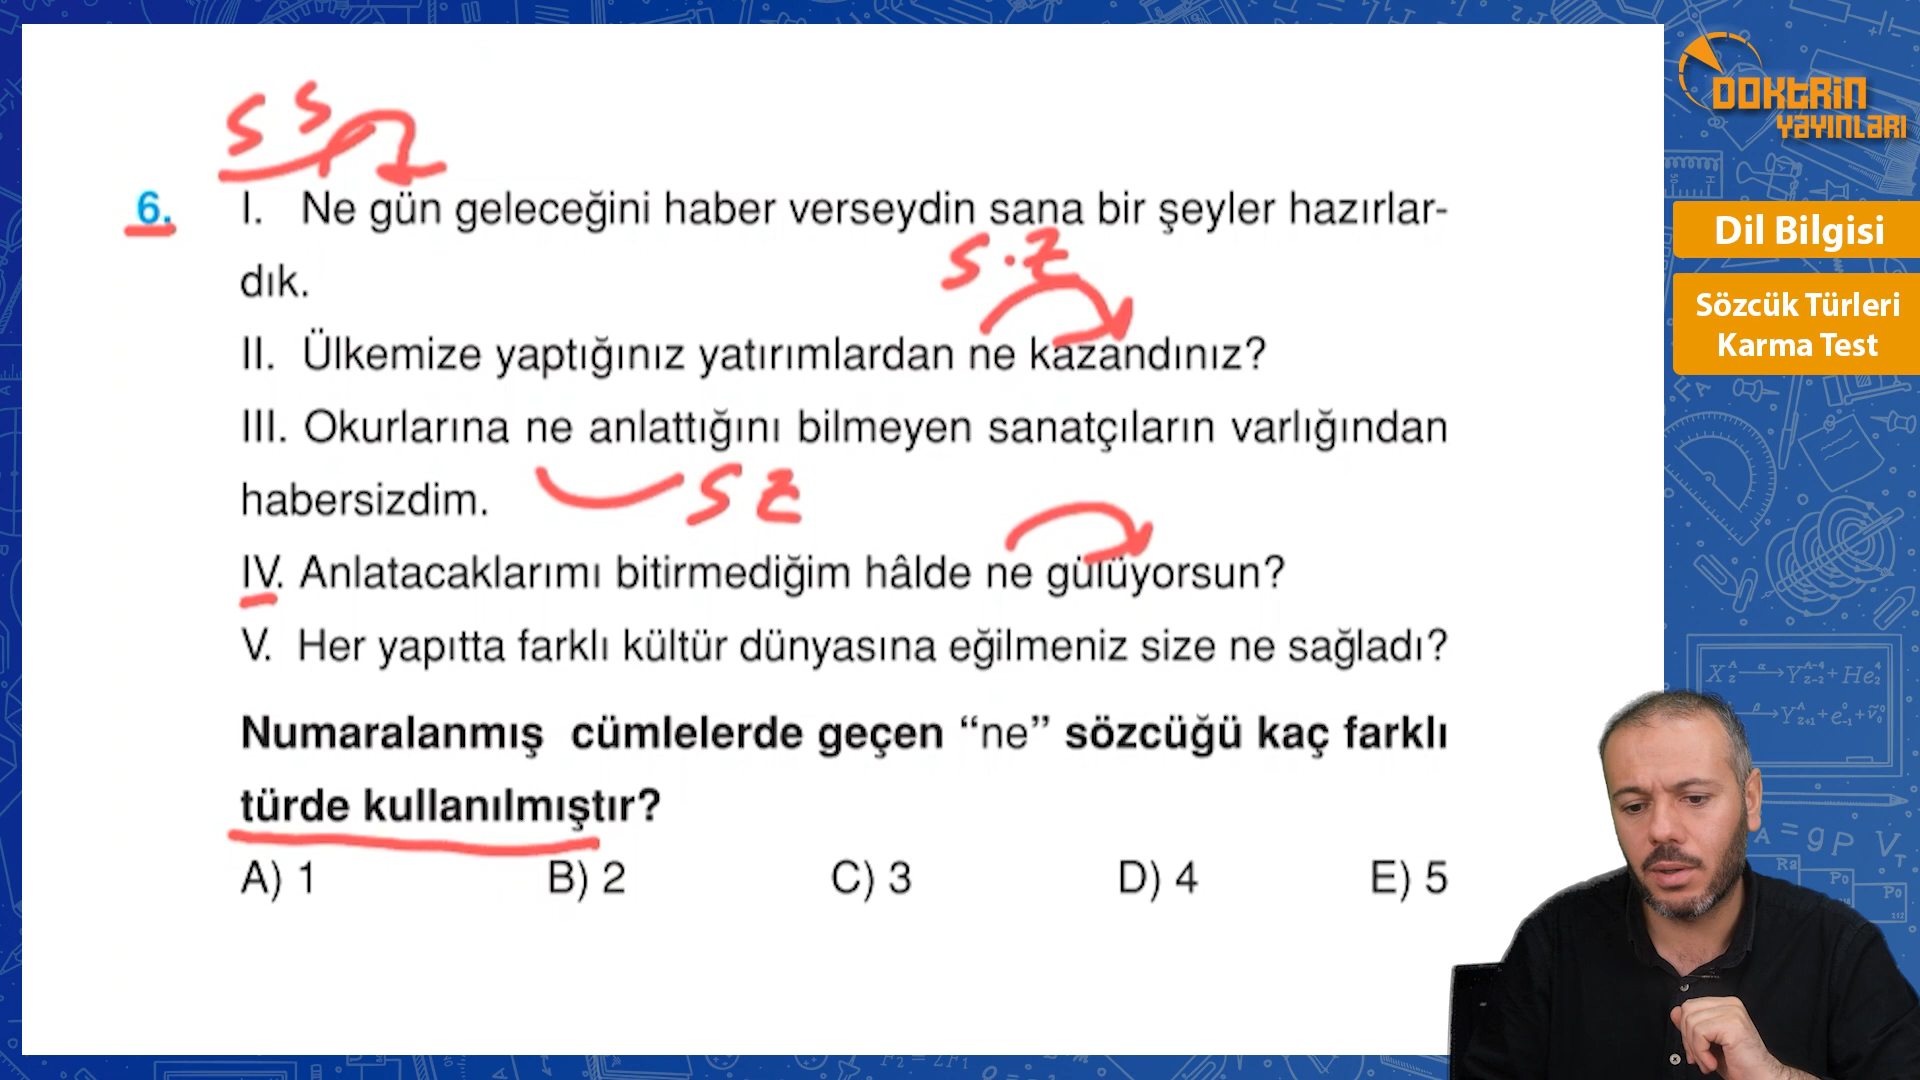 DOKTRİN
YAYINLARI
Dil Bilgisi
Sözcük Türleri
Karma Test
S S
6. I. Ne gün geleceğini haber verseydin sana bir şeyler hazırlar-
dık.
S.Z
II. Ülkemize yaptığınız yatırımlardan ne kazandınız?
III. Okurlarına ne anlattığını bilmeyen sanatçıların varlığından
habersizdim.
S Z
IV. Anlatacaklarımı bitirmediğim hâlde ne gülüyorsun?
V. Her yapıtta farklı kültür dünyasına eğilmeniz size ne sağladı?
Numaralanmış cümlelerde geçen “ne” sözcüğü kaç farklı
türde kullanılmıştır?
A) 1 B) 2 C) 3 D) 4 E) 5